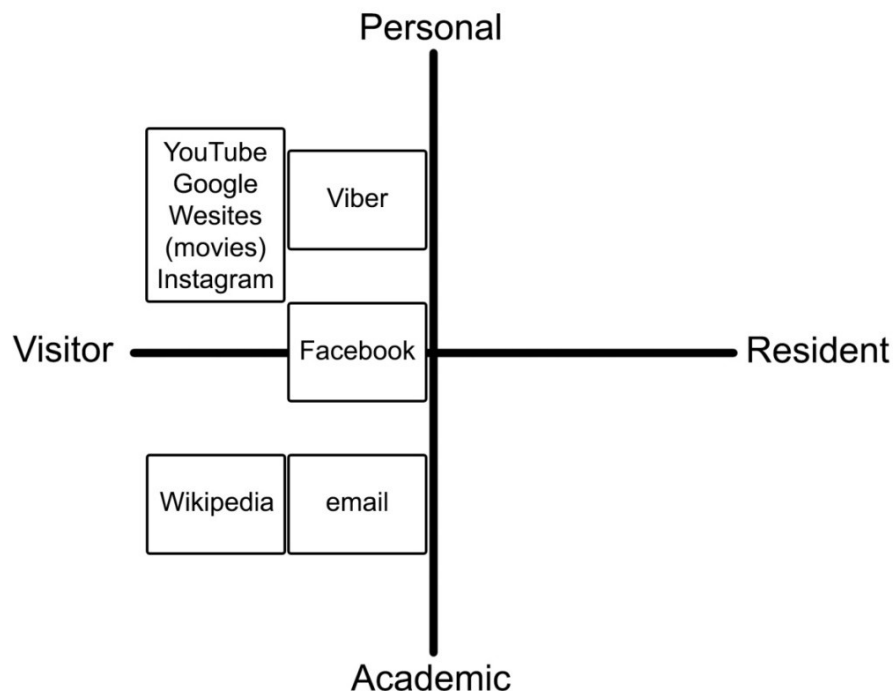 Personal
YouTube
Google
Wesites
(movies)
Instagram
Viber
Visitor
Facebook
Resident
Wikipedia
email
Academic